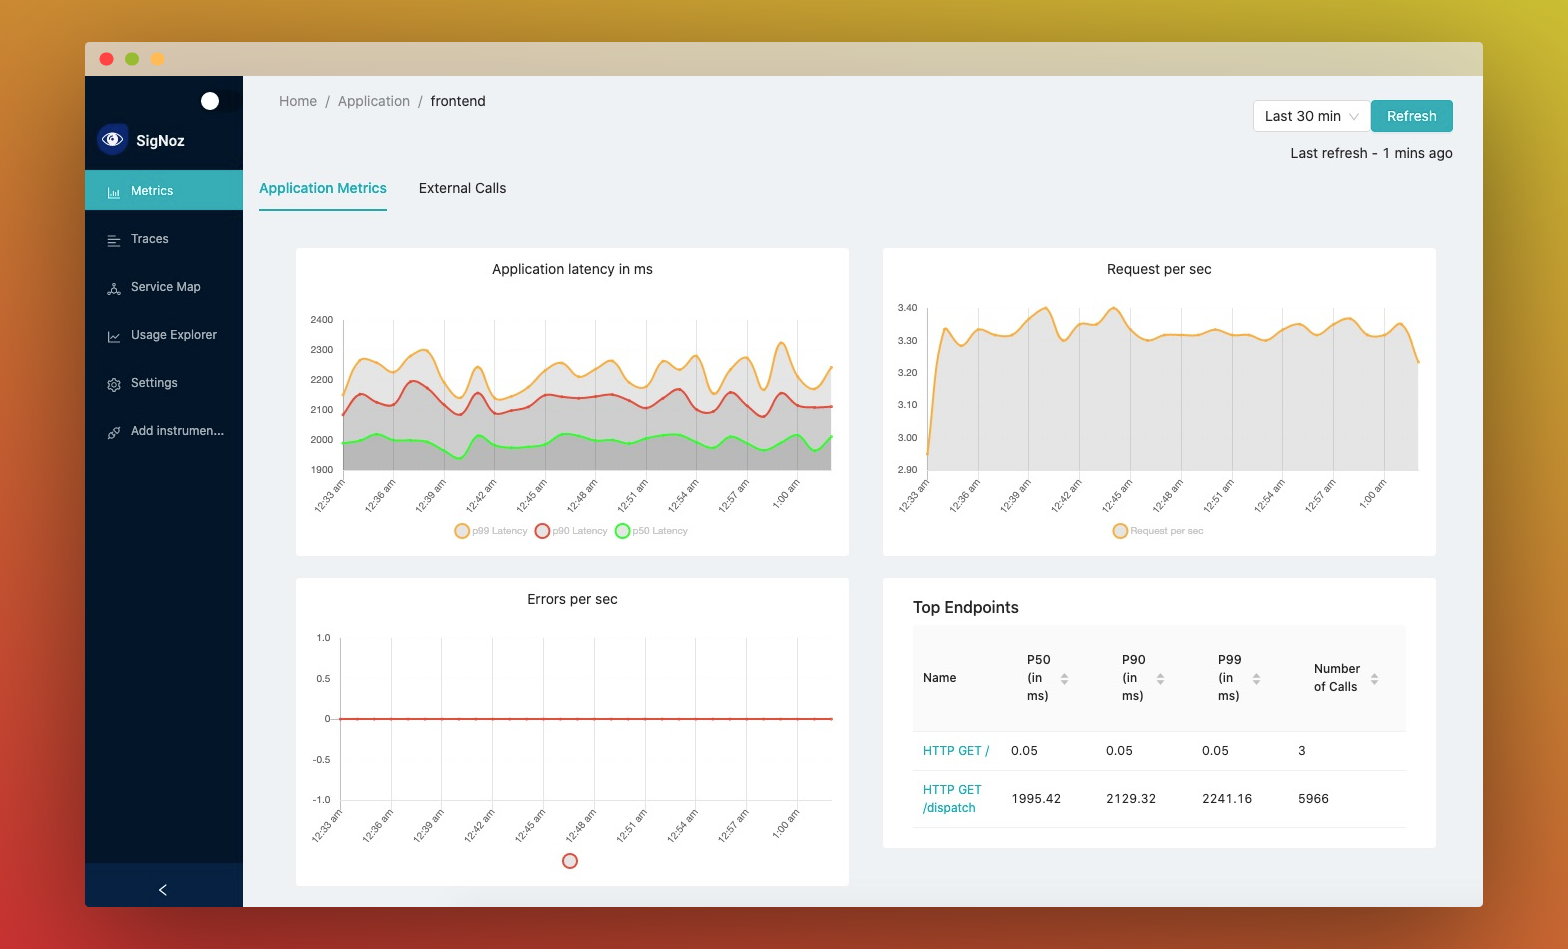 Home / Application / frontend
Last 30 min
Refresh
Last refresh - 1 mins ago
SigNoz
Metrics
Traces
Service Map
Usage Explorer
Settings
Add instrumen...
Application Metrics
External Calls
Application latency in ms
2400
2300
2200
2100
2000
1900
12:33 am
12:36 am
12:39 am
12:42 am
12:45 am
12:48 am
12:51 am
12:54 am
12:57 am
1:00 am
p99 Latency
p90 Latency
p50 Latency
Request per sec
3.40
3.30
3.20
3.10
3.00
2.90
12:33 am
12:36 am
12:39 am
12:42 am
12:45 am
12:48 am
12:51 am
12:54 am
12:57 am
1:00 am
Request per sec
Errors per sec
1.0
0.5
0
-0.5
-1.0
12:33 am
12:36 am
12:39 am
12:42 am
12:45 am
12:48 am
12:51 am
12:54 am
12:57 am
1:00 am
Top Endpoints
Name
P50
(in
ms)
P90
(in
ms)
P99
(in
ms)
Number
of Calls
HTTP GET / 0.05 0.05 0.05 3
HTTP GET
/dispatch
1995.42 2129.32 2241.16 5966